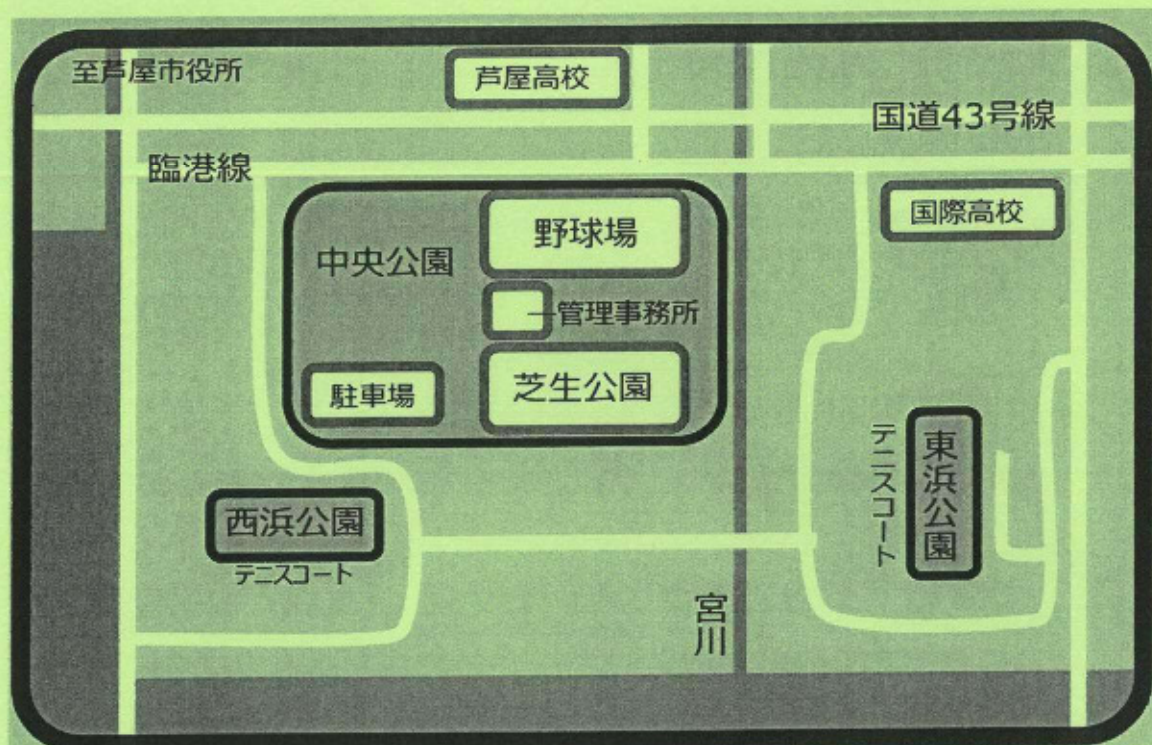 至芦屋市役所
芦屋高校
国道43号線
臨港線
国際高校
野球場
中央公園
管理事務所
駐車場
芝生公園
東浜公園
テニスコート
西浜公園
テニスコート
宮川